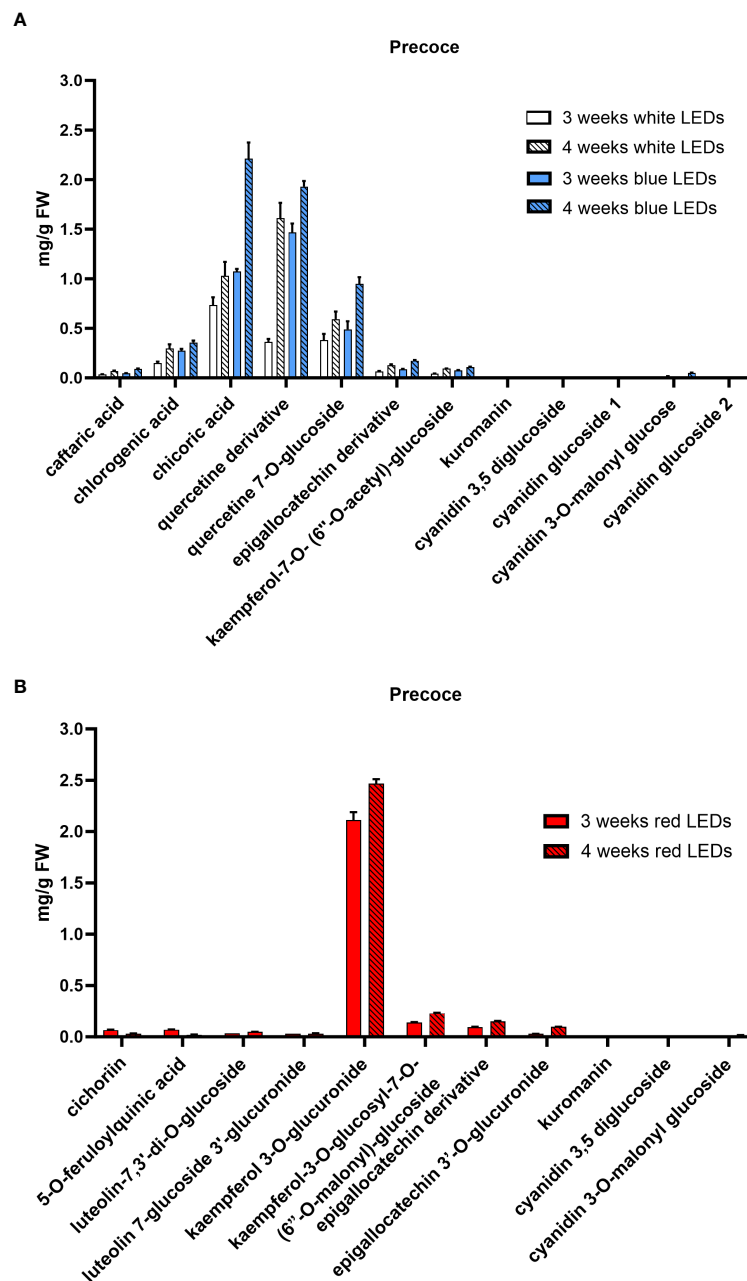 A
Precoce
3.0
2.5
2.0
1.5
1.0
0.5
0.0
mg/g FW
3 weeks white LEDs
4 weeks white LEDs
3 weeks blue LEDs
4 weeks blue LEDs
caftaric acid
chlorogenic acid
chicoric acid
quercetine derivative
quercetine 7-O-glucoside
epigallocatechin derivative
kaempferol-7-O- (6''-O-acetyl)-glucoside
kuromanin
cyanidin 3,5 diglucoside
cyanidin glucoside 1
cyanidin 3-O-malonyl glucose
cyanidin glucoside 2
B
Precoce
3.0
2.5
2.0
1.5
1.0
0.5
0.0
mg/g FW
3 weeks red LEDs
4 weeks red LEDs
cichoriin
5-O-feruloylquinic acid
luteolin-7,3'-di-O-glucoside
luteolin 7-glucoside 3'-glucuronide
kaempferol 3-O-glucuronide
kaempferol-3-O-glucosyl-7-O-
(6”-O-malonyl)-glucoside
epigallocatechin derivative
epigallocatechin 3’-O-glucuronide
kuromanin
cyanidin 3,5 diglucoside
cyanidin 3-O-malonyl glucoside